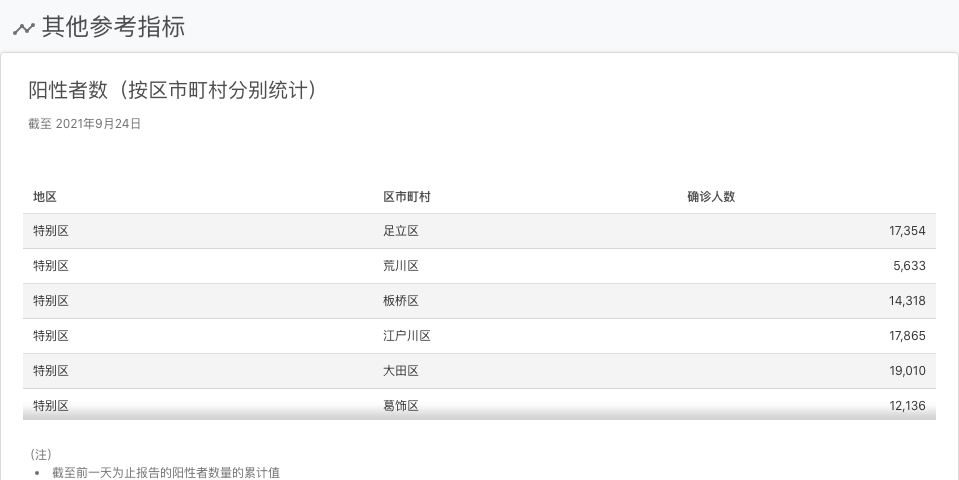 其他参考指标
阳性者数（按区市町村分别统计）
截至 2021年9月24日
地区 区市町村 确诊人数
特别区 足立区 17,354
特别区 荒川区 5,633
特别区 板桥区 14,318
特别区 江户川区 17,865
特别区 大田区 19,010
特别区 葛饰区 12,136
（注）
• 截至前一天为止报告的阳性者数量的累计值